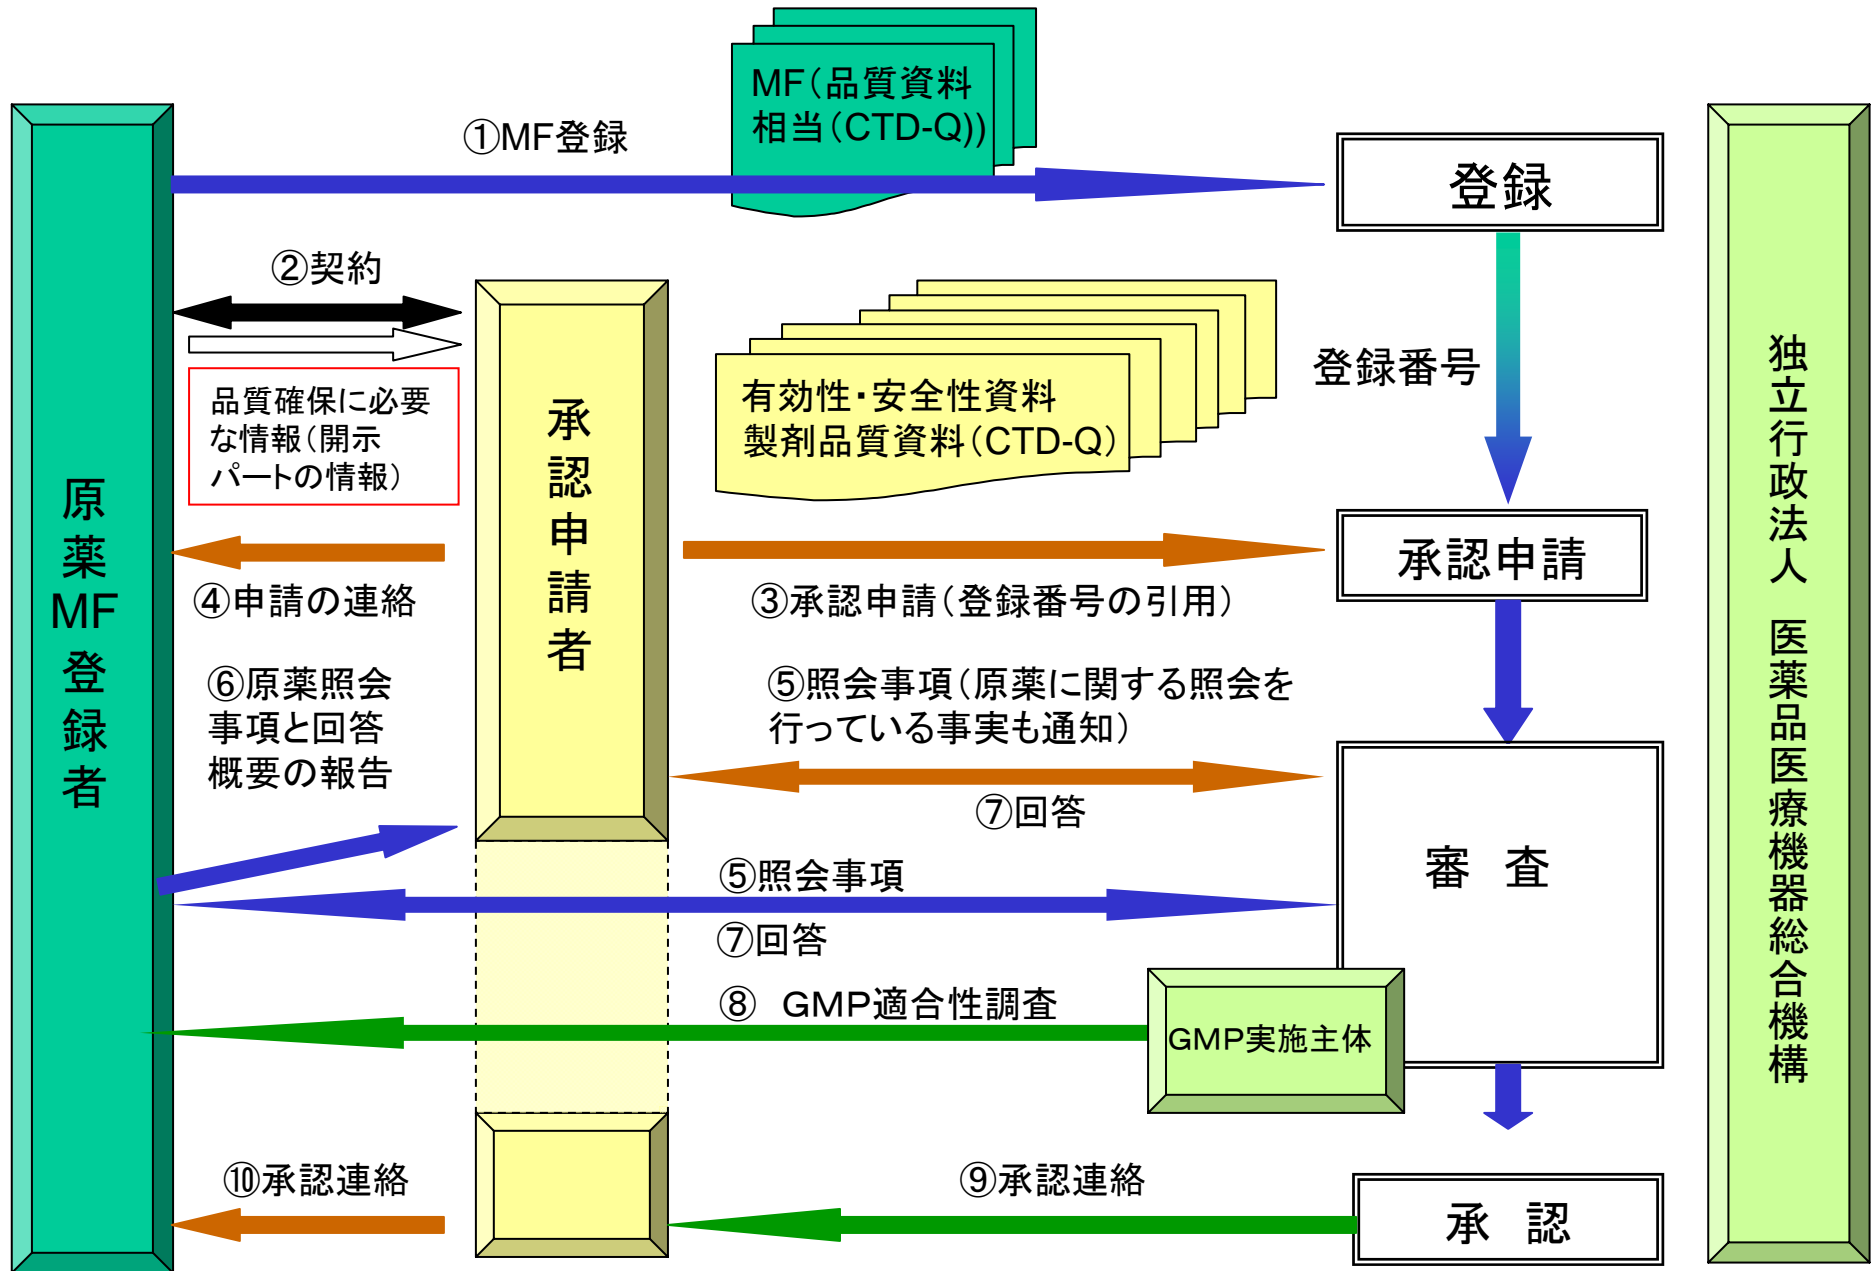 MF（品質資料
相当（CTD-Q））
①MF登録
登録
②契約
登録番号
品質確保に必要
な情報（開示
パートの情報）
有効性・安全性資料
製剤品質資料（CTD-Q）
原薬MF登録者
承認申請者
独立行政法人 医薬品医療機器総合機構
承認申請
④申請の連絡
③承認申請（登録番号の引用）
⑥原薬照会
事項と回答
概要の報告
⑤照会事項（原薬に関する照会を
行っている事実も通知）
⑦回答
審 査
⑤照会事項
⑦回答
⑧ GMP適合性調査
GMP実施主体
⑩承認連絡
⑨承認連絡
承 認